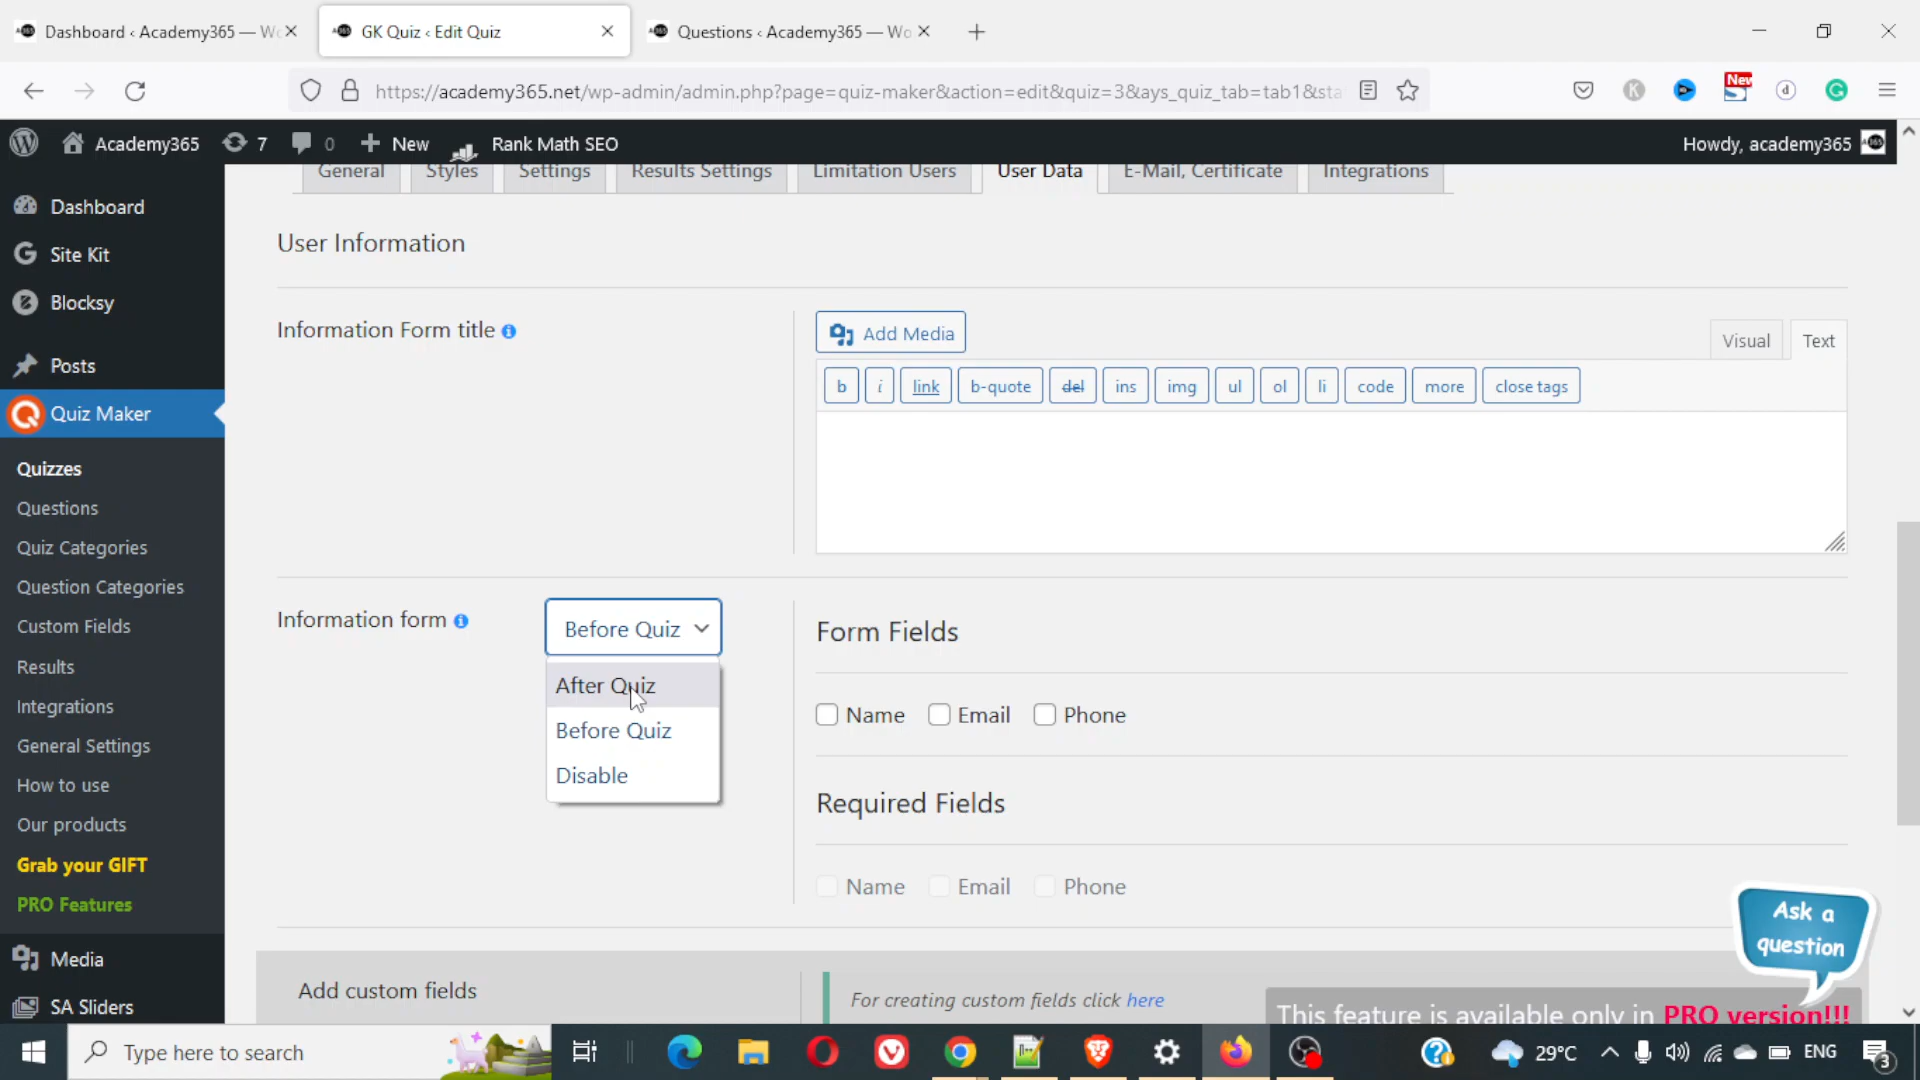 Dashboard ‹ Academy365 — Wo
GK Quiz ‹ Edit Quiz
Questions ‹ Academy365 — Wo
https://academy365.net/wp-admin/admin.php?page=quiz-maker&action=edit&quiz=3&ays_quiz_tab=tab1&sta
New
Academy365
7
0
New
Rank Math SEO
Howdy, academy365
General
Styles
Settings
Results Settings
Limitation Users
User Data
E-Mail, Certificate
Integrations
Dashboard
Site Kit
Blocksy
Posts
Quiz Maker
Quizzes
Questions
Quiz Categories
Question Categories
Custom Fields
Results
Integrations
General Settings
How to use
Our products
Grab your GIFT
PRO Features
Media
SA Sliders
User Information
Information Form title
Add Media
Visual
Text
b
i
link
b-quote
del
ins
img
ul
ol
li
code
more
close tags
Information form
Before Quiz
After Quiz
Before Quiz
Disable
Form Fields
Name
Email
Phone
Required Fields
Name
Email
Phone
Add custom fields
For creating custom fields click here
This feature is available only in PRO version!!!
Ask a
question
Type here to search
29°C
ENG
3